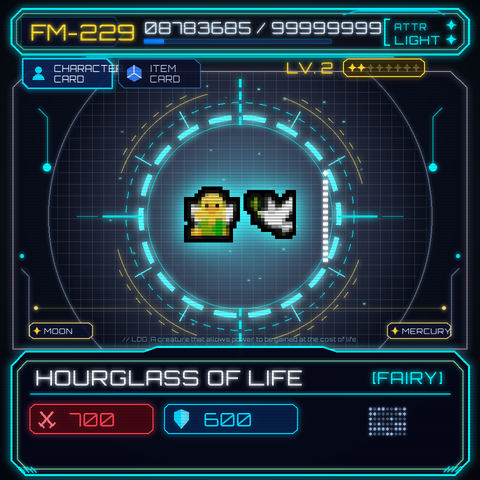 FM-229
08783685 / 99999999
ATTR
LIGHT
CHARACTER
CARD
ITEM
CARD
LV. 2
MOON
MERCURY
// LOG: A creature that allows power to be gained at the cost of life
HOURGLASS OF LIFE
[FAIRY]
700
600